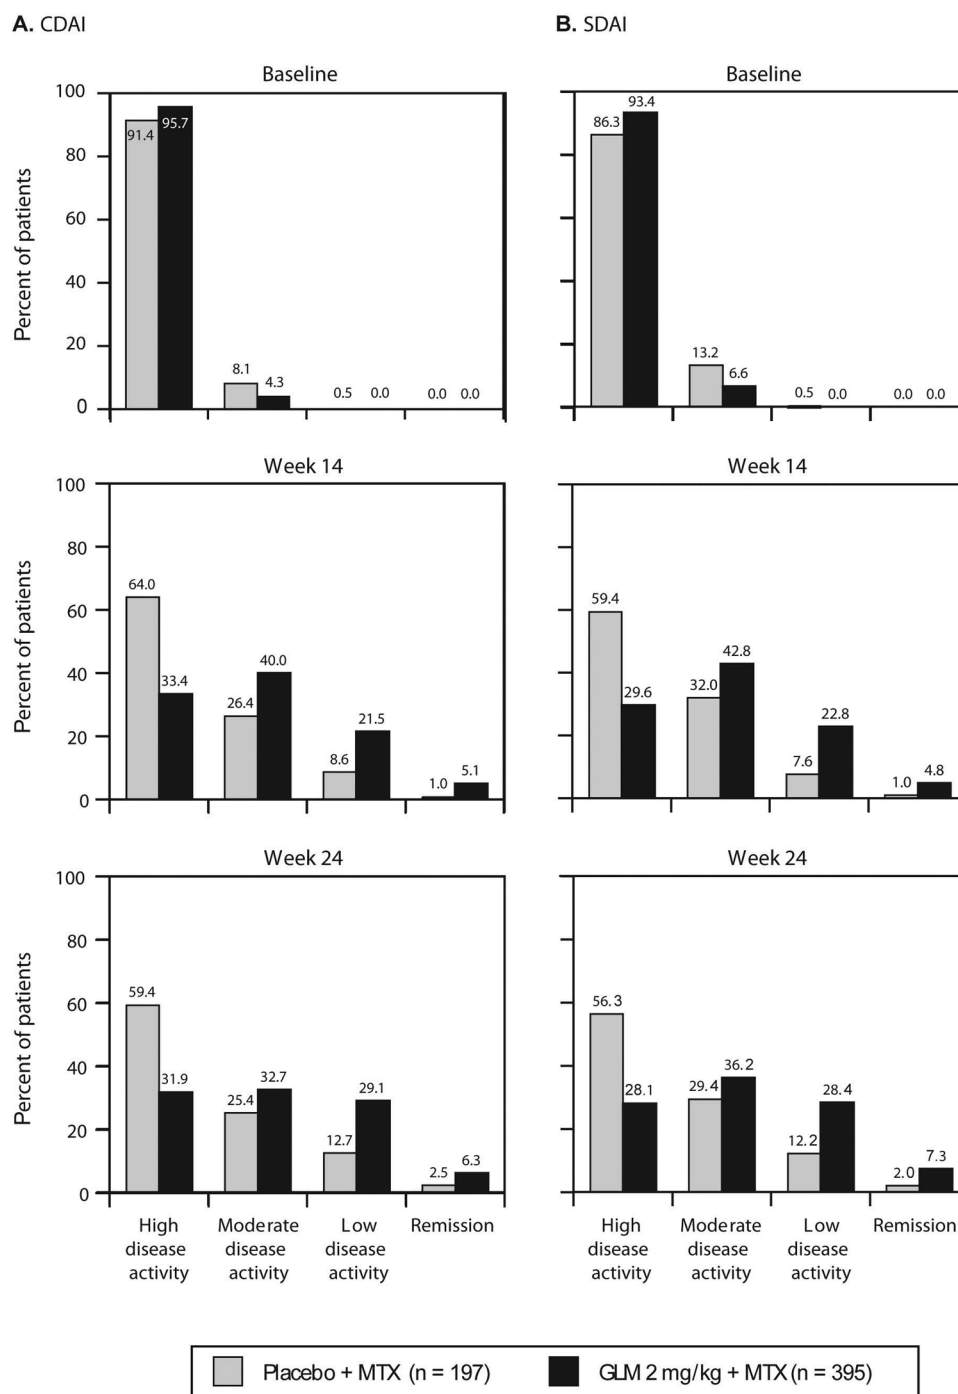 A. CDAI
Baseline
Percent of patients
100
80
60
40
20
0
91.4
95.7
8.1
4.3
0.5
0.0
0.0
0.0
Week 14
Percent of patients
100
80
60
40
20
0
64.0
33.4
26.4
40.0
8.6
21.5
1.0
5.1
Week 24
Percent of patients
100
80
60
40
20
0
59.4
31.9
25.4
32.7
12.7
29.1
2.5
6.3
High
disease
activity
Moderate
disease
activity
Low
disease
activity
Remission
B. SDAI
Baseline
86.3
93.4
13.2
6.6
0.5
0.0
0.0
0.0
Week 14
59.4
29.6
32.0
42.8
7.6
22.8
1.0
4.8
Week 24
56.3
28.1
29.4
36.2
12.2
28.4
2.0
7.3
High
disease
activity
Moderate
disease
activity
Low
disease
activity
Remission
Placebo + MTX (n = 197)
GLM 2 mg/kg + MTX (n = 395)